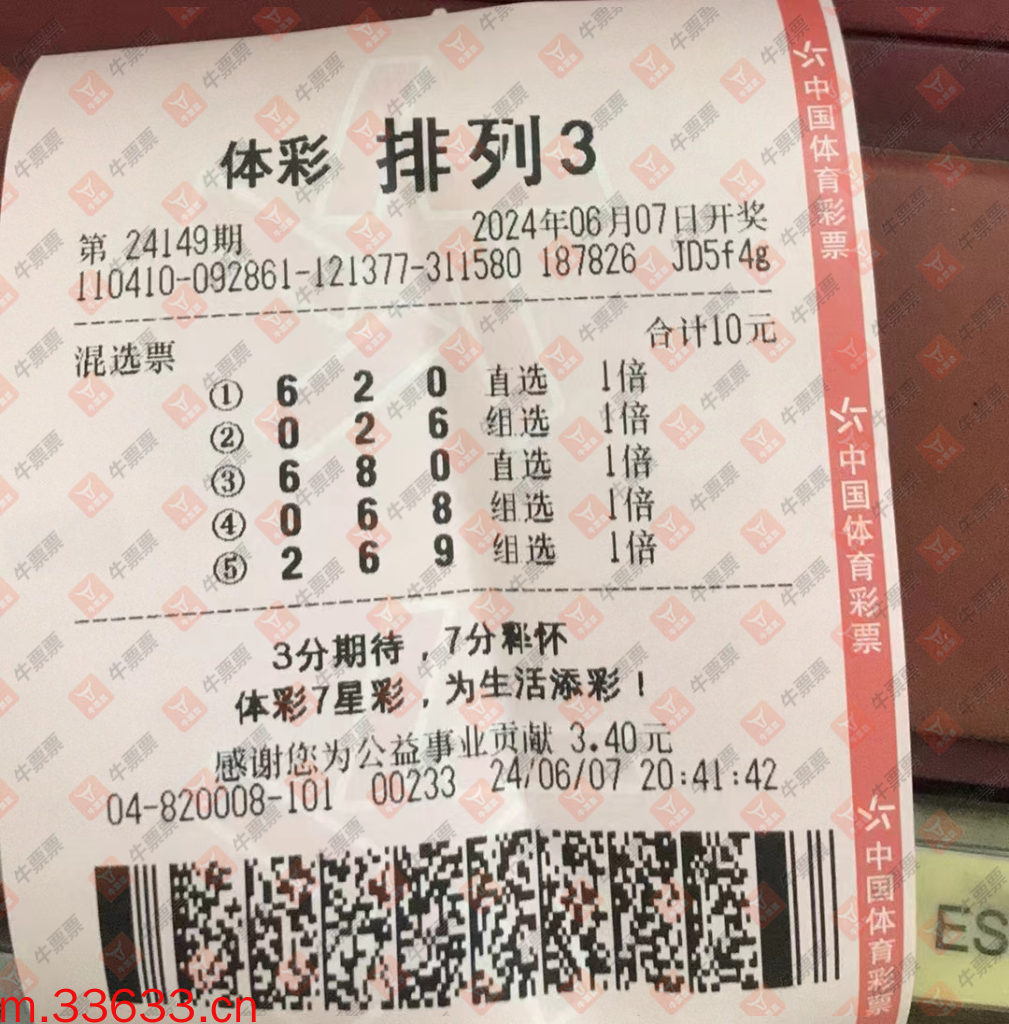 体彩 排列3
第 24149期 2024年06月07日开奖
110410-092861-121377-311580 187826 JD5f4g
合计10元
混选票
① 6 2 0 直选 1倍
② 0 2 6 组选 1倍
③ 6 8 0 直选 1倍
④ 0 6 8 组选 1倍
⑤ 2 6 9 组选 1倍
3分期待，7分释怀
体彩7星彩，为生活添彩！
感谢您为公益事业贡献 3.40元
04-820008-101 00233 24/06/07 20:41:42
中国体育彩票
中国体育彩票
中国体育彩票
ES
牛票票
m.33633.cn